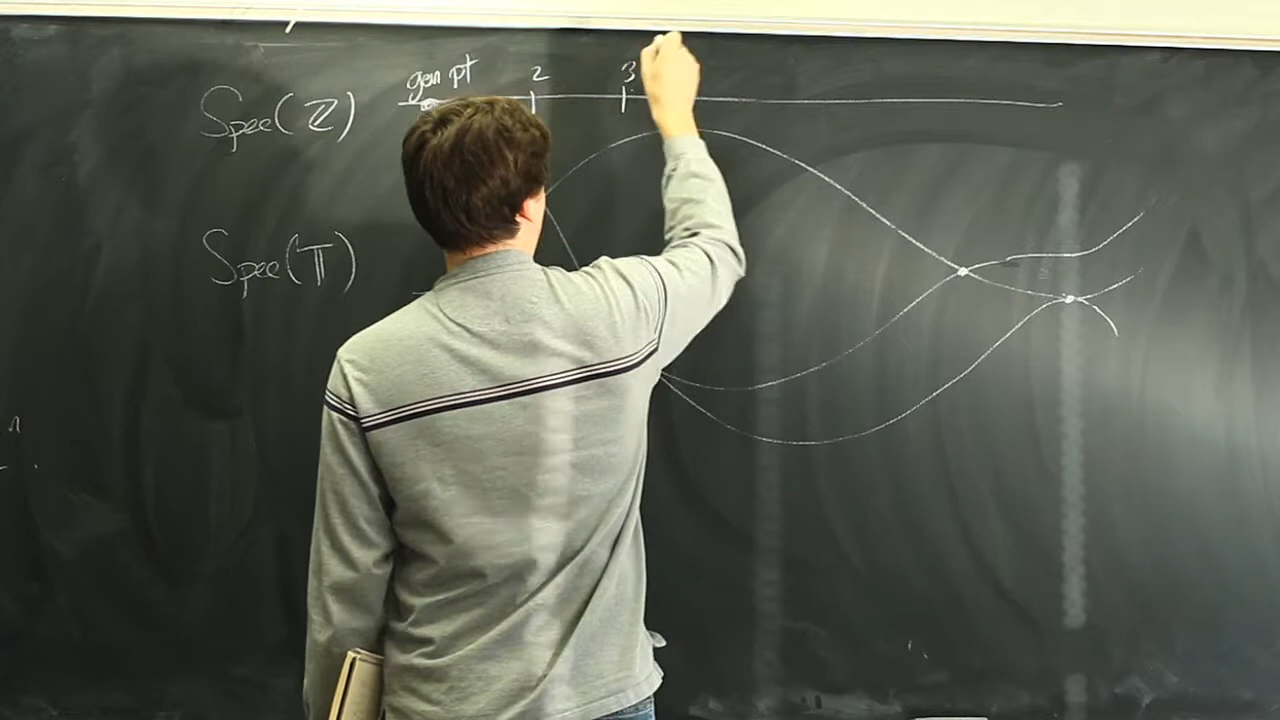 gen pt 2 3
Spec(ℤ)
Spec(𝕋)